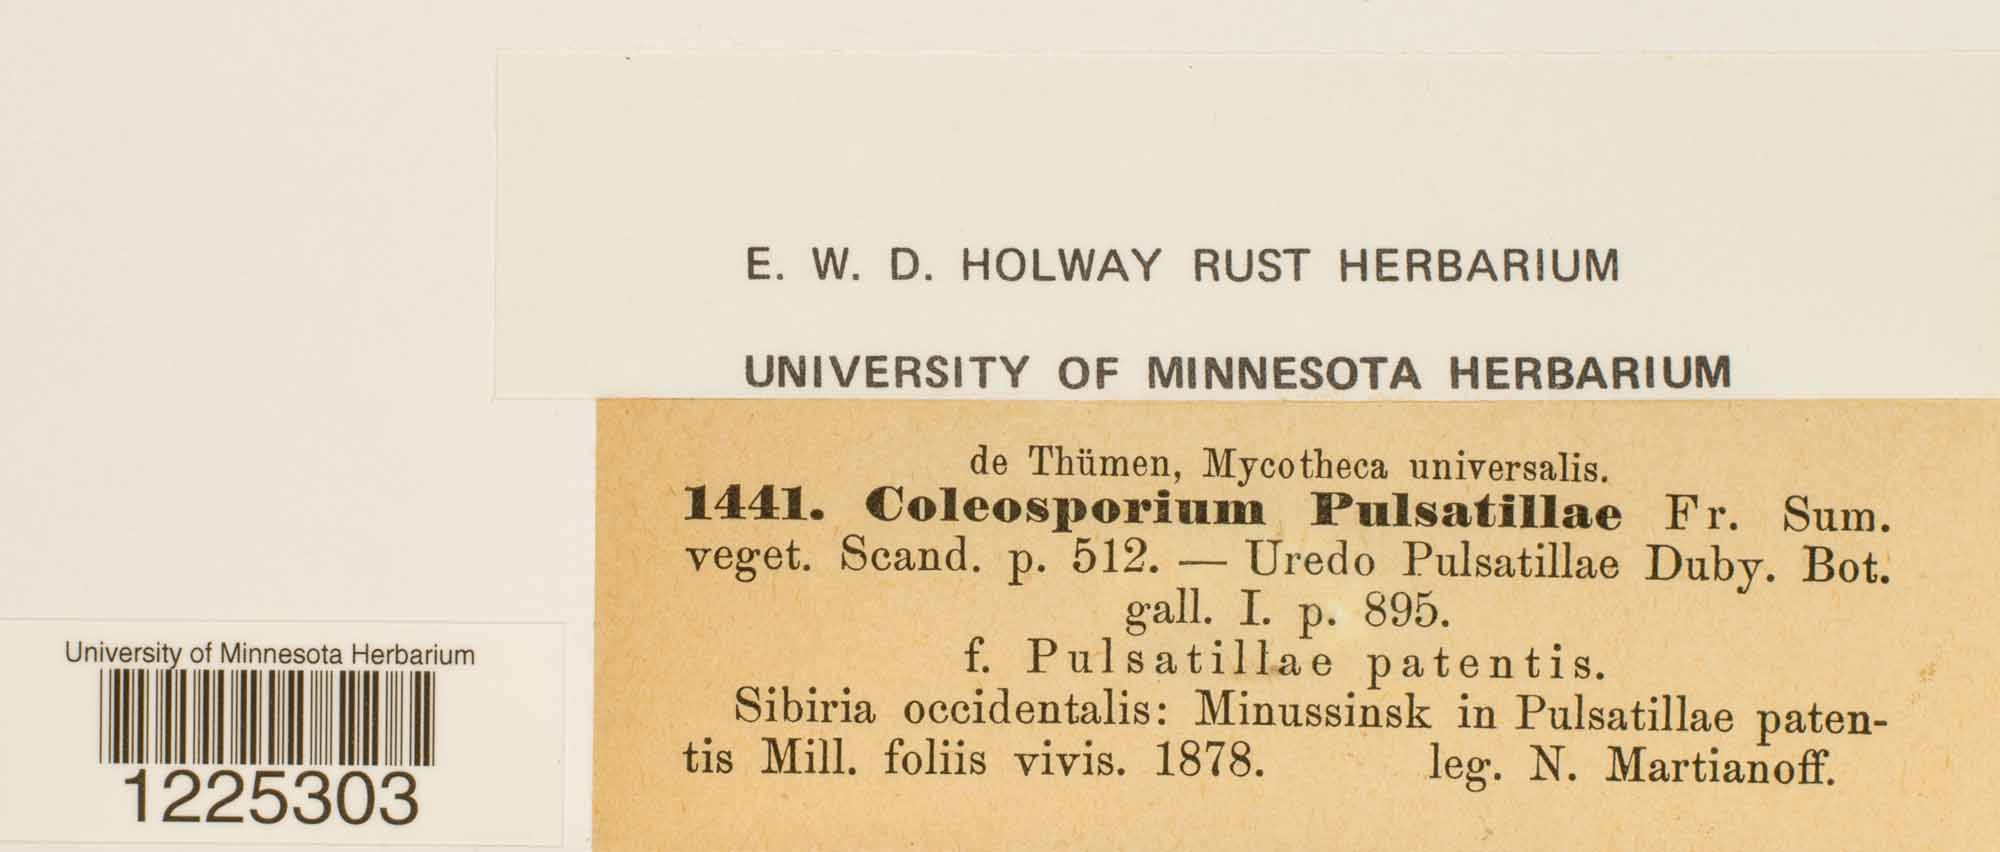 E. W. D. HOLWAY RUST HERBARIUM
UNIVERSITY OF MINNESOTA HERBARIUM
de Thümen, Mycotheca universalis.
1441. Coleosporium Pulsatillae Fr. Sum.
veget. Scand. p. 512. — Uredo Pulsatillae Duby. Bot.
gall. I. p. 895.
f. Pulsatillae patentis.
Sibiria occidentalis: Minussinsk in Pulsatillae paten-
tis Mill. foliis vivis. 1878. leg. N. Martianoff.
University of Minnesota Herbarium
1225303